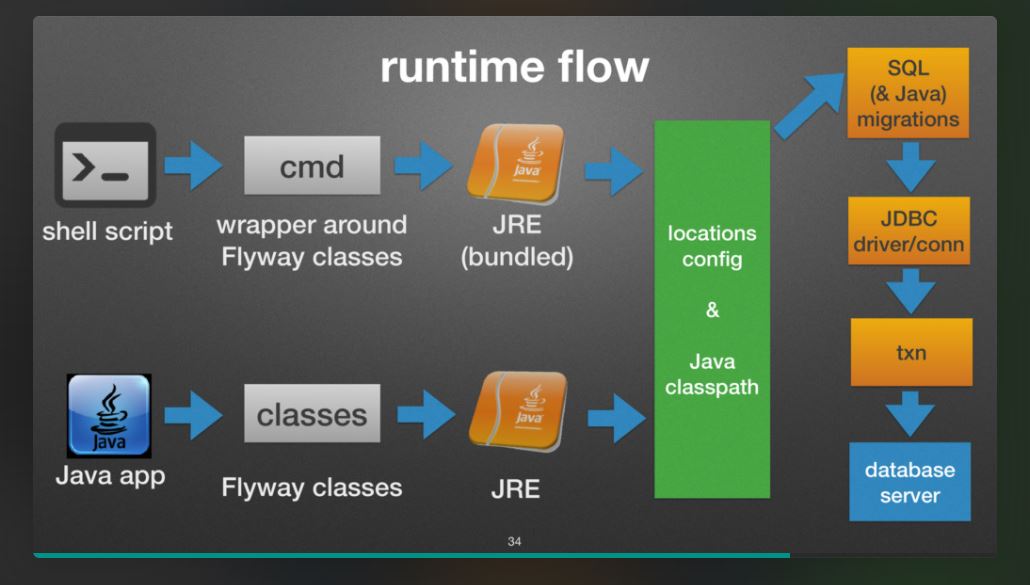 runtime flow
>_
shell script
cmd
wrapper around
Flyway classes
Java
JRE
(bundled)
Java
Java app
classes
Flyway classes
Java
JRE
locations
config
&
Java
classpath
SQL
(& Java)
migrations
JDBC
driver/conn
txn
database
server
34